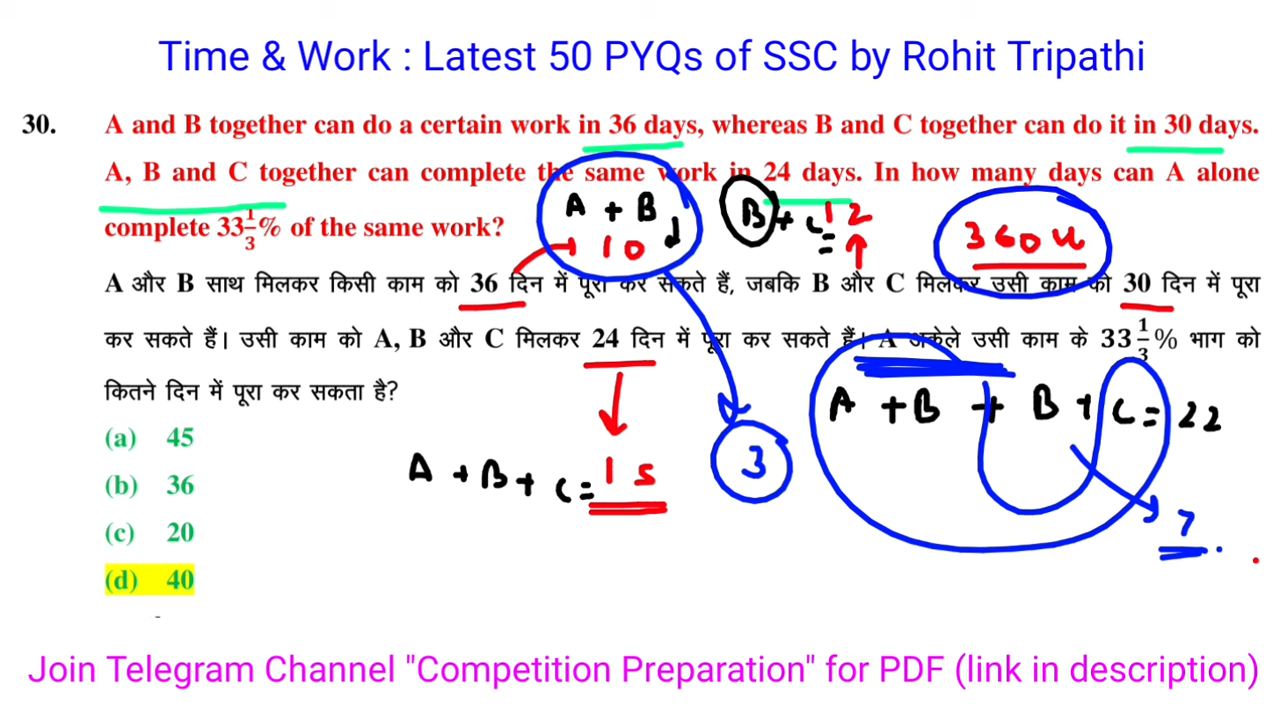 Time & Work : Latest 50 PYQs of SSC by Rohit Tripathi
30. A and B together can do a certain work in 36 days, whereas B and C together can do it in 30 days.
A, B and C together can complete the same work in 24 days. In how many days can A alone
complete 33 1/3% of the same work?
A + B
10
B + C
= 12
360 u
A और B साथ मिलकर किसी काम को 36 दिन में पूरा कर सकते हैं, जबकि B और C मिलकर उसी काम को 30 दिन में पूरा
कर सकते हैं। उसी काम को A, B और C मिलकर 24 दिन में पूरा कर सकते हैं। A अकेले उसी काम के 33 1/3% भाग को
कितने दिन में पूरा कर सकता है?
A + B + B + C = 22
(a) 45
(b) 36
(c) 20
(d) 40
A + B + C = 15
3
7
Join Telegram Channel "Competition Preparation" for PDF (link in description)